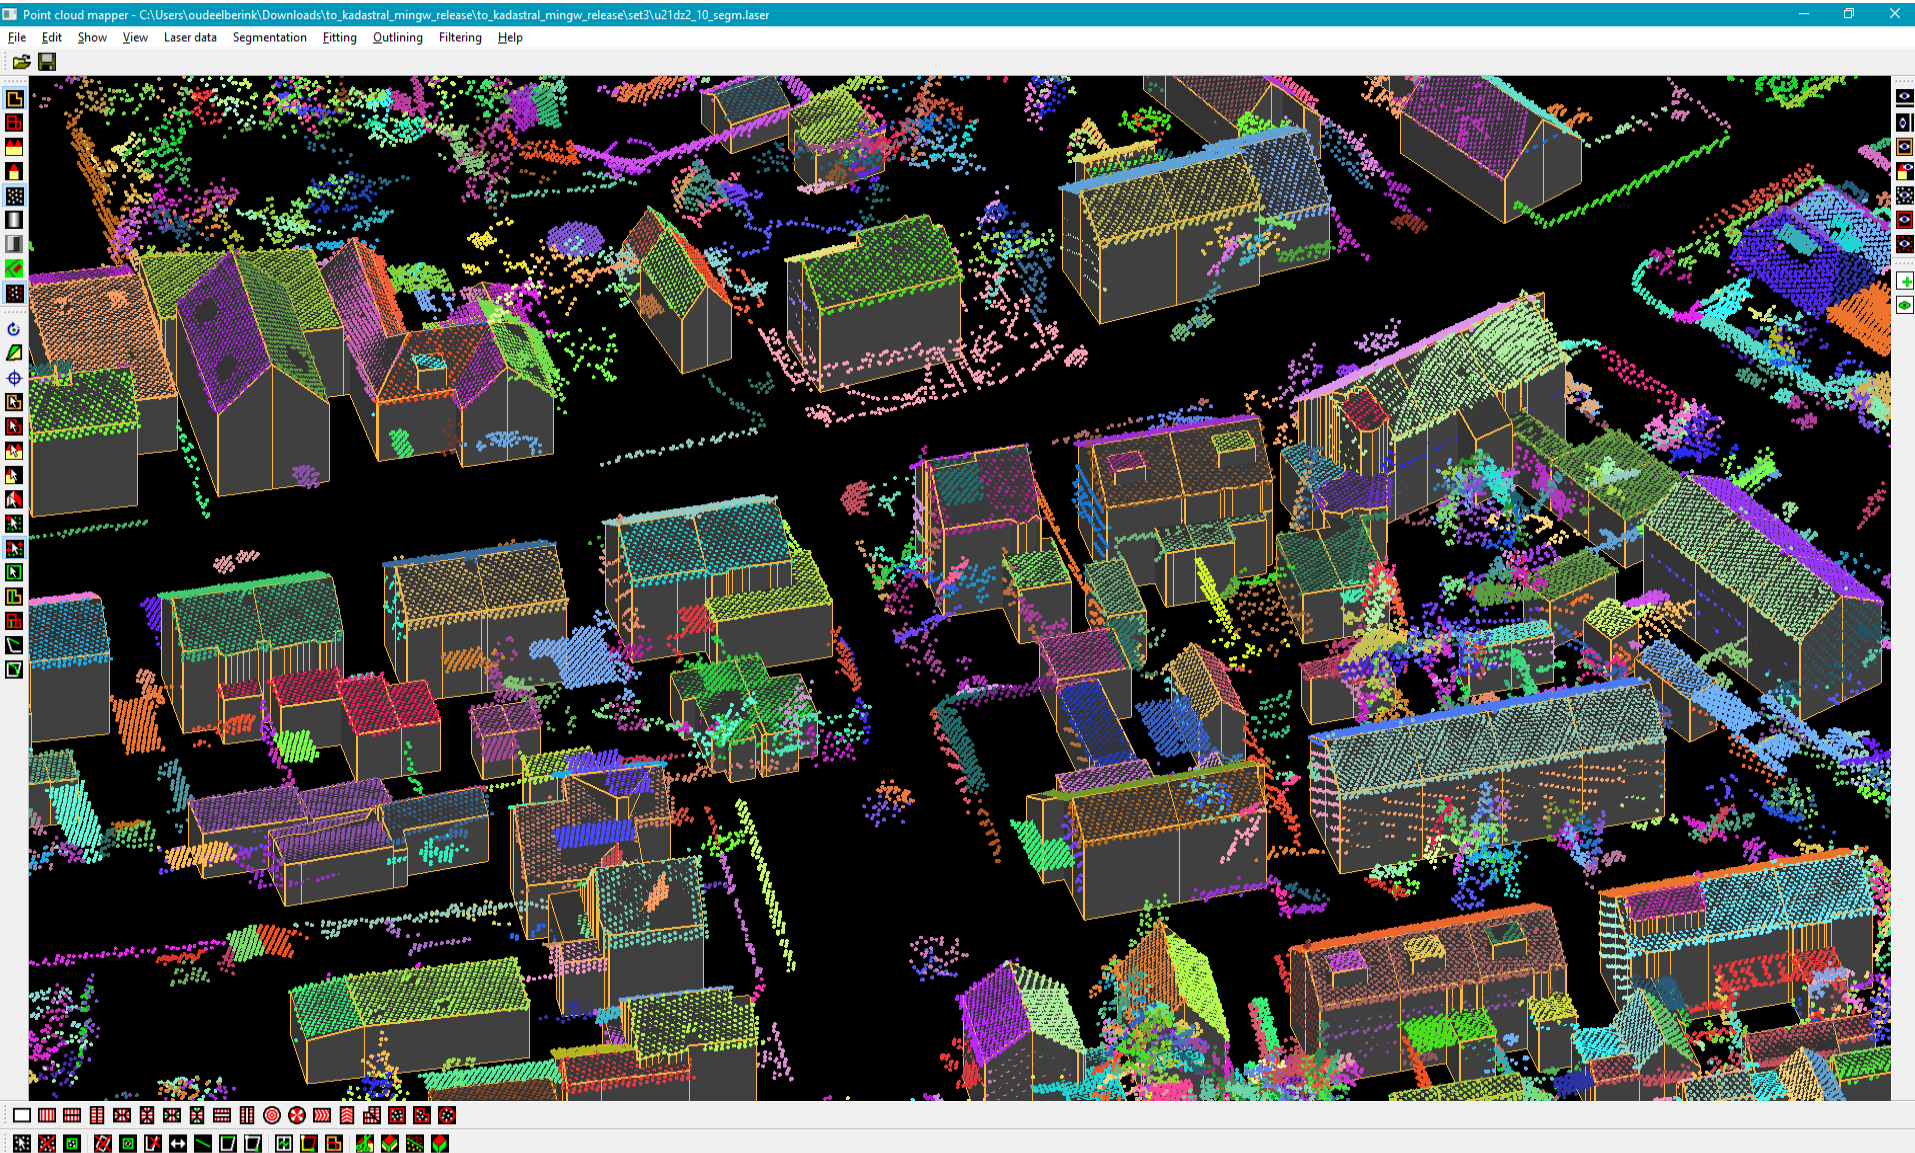 Point cloud mapper - C:\Users\oudeelberink\Downloads\to_kadastral_mingw_release\to_kadastral_mingw_release\set3\u21dz2_10_segm.laser
File Edit Show View Laser data Segmentation Fitting Outlining Filtering Help